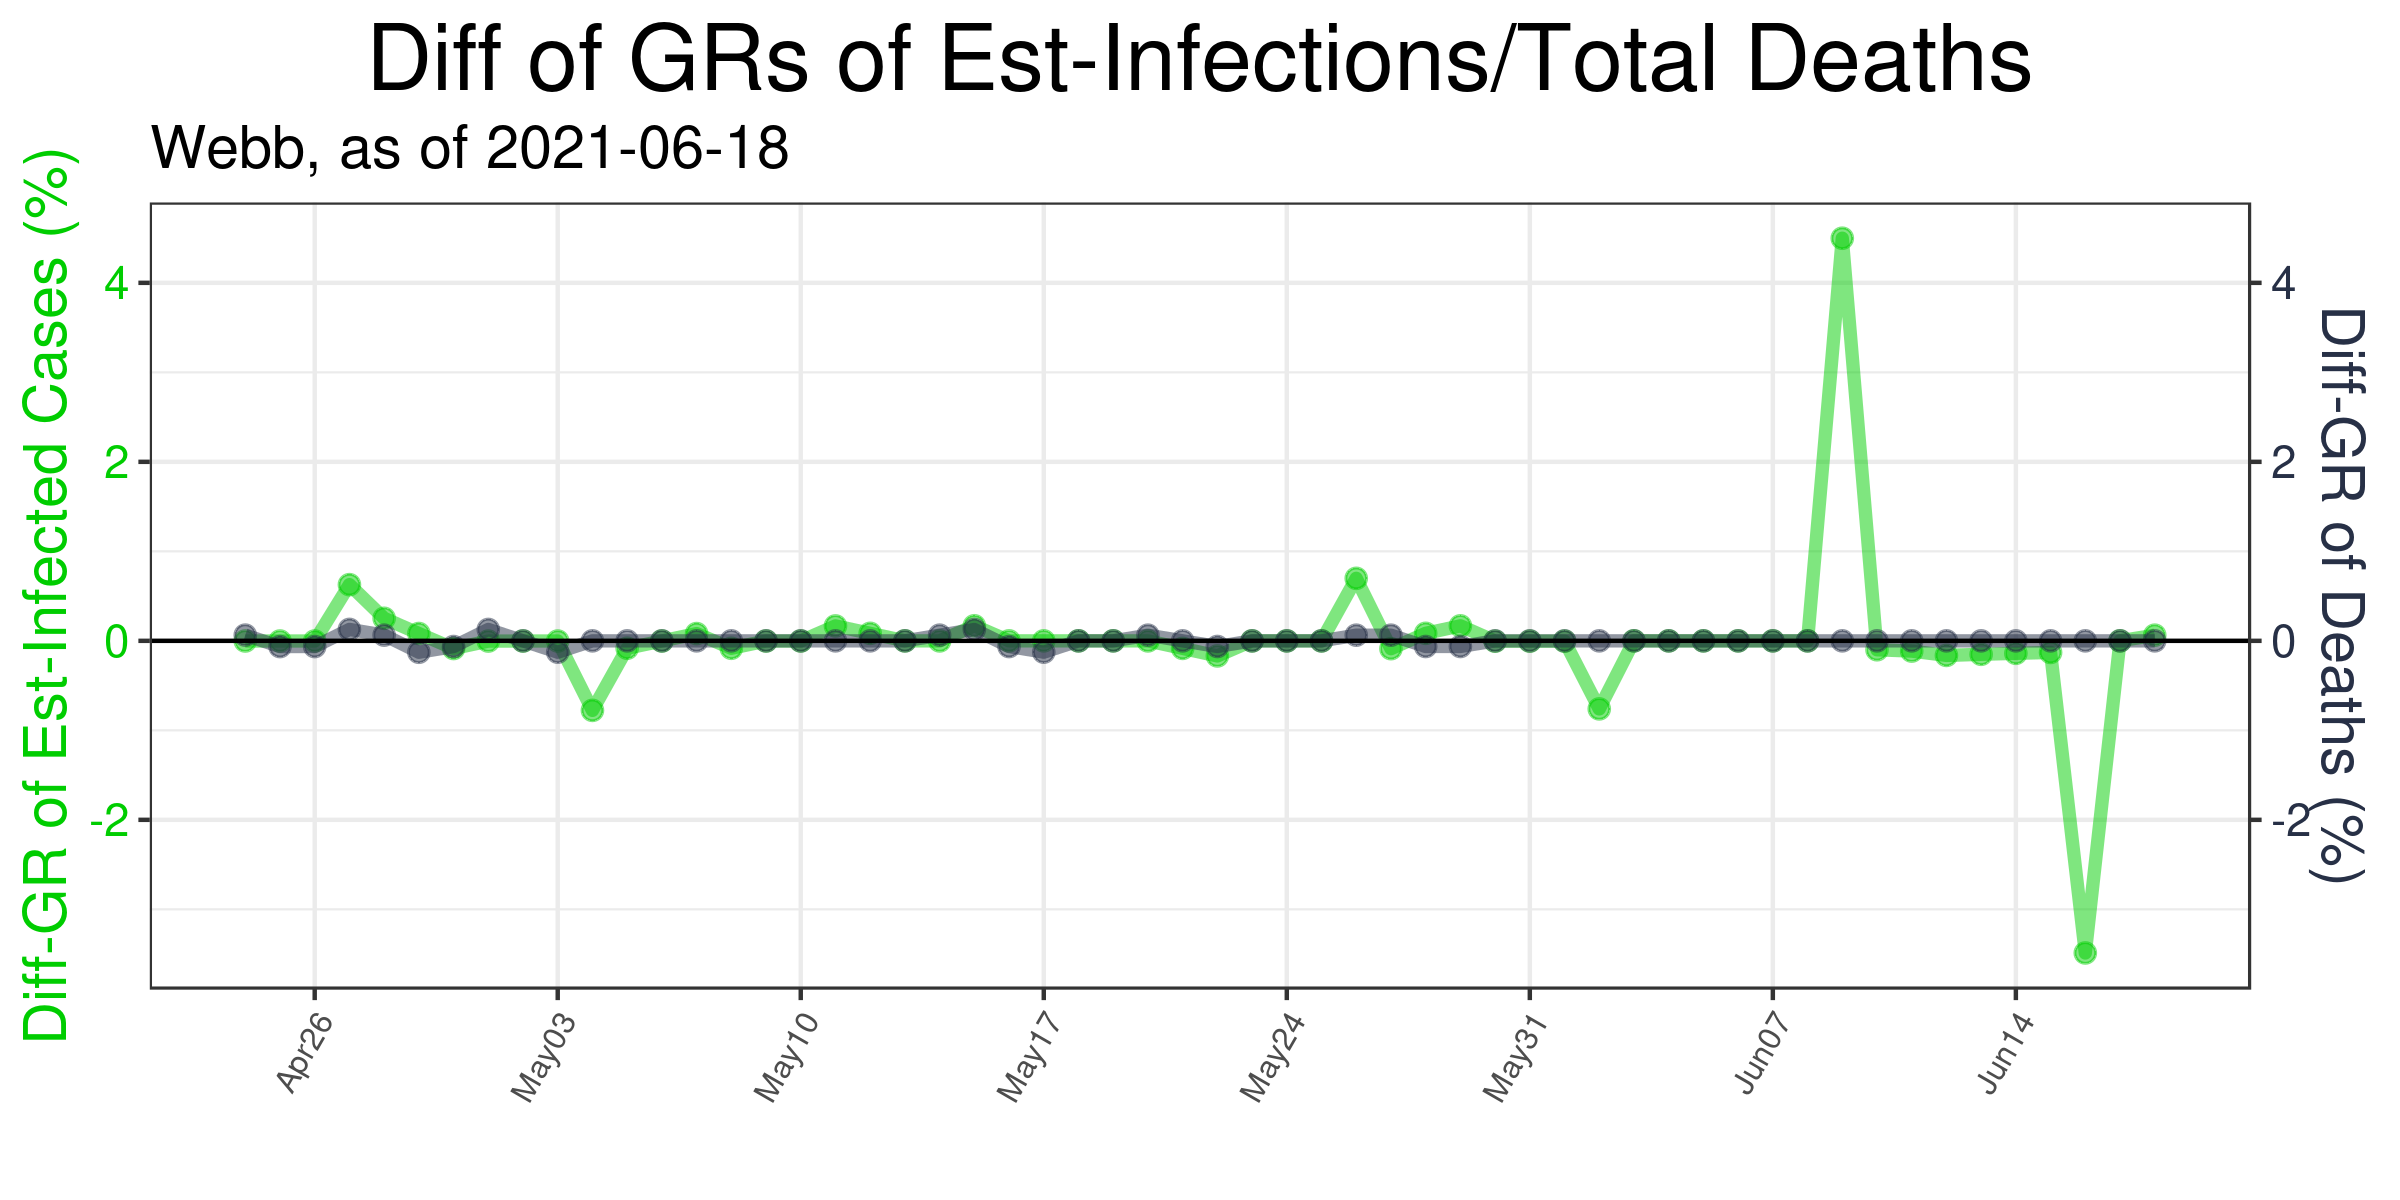 Diff of GRs of Est-Infections/Total Deaths
Webb, as of 2021-06-18
Diff-GR of Est-Infected Cases (%)
4
2
0
-2
4
2
0
-2
Diff-GR of Deaths (%)
Apr26
May03
May10
May17
May24
May31
Jun07
Jun14